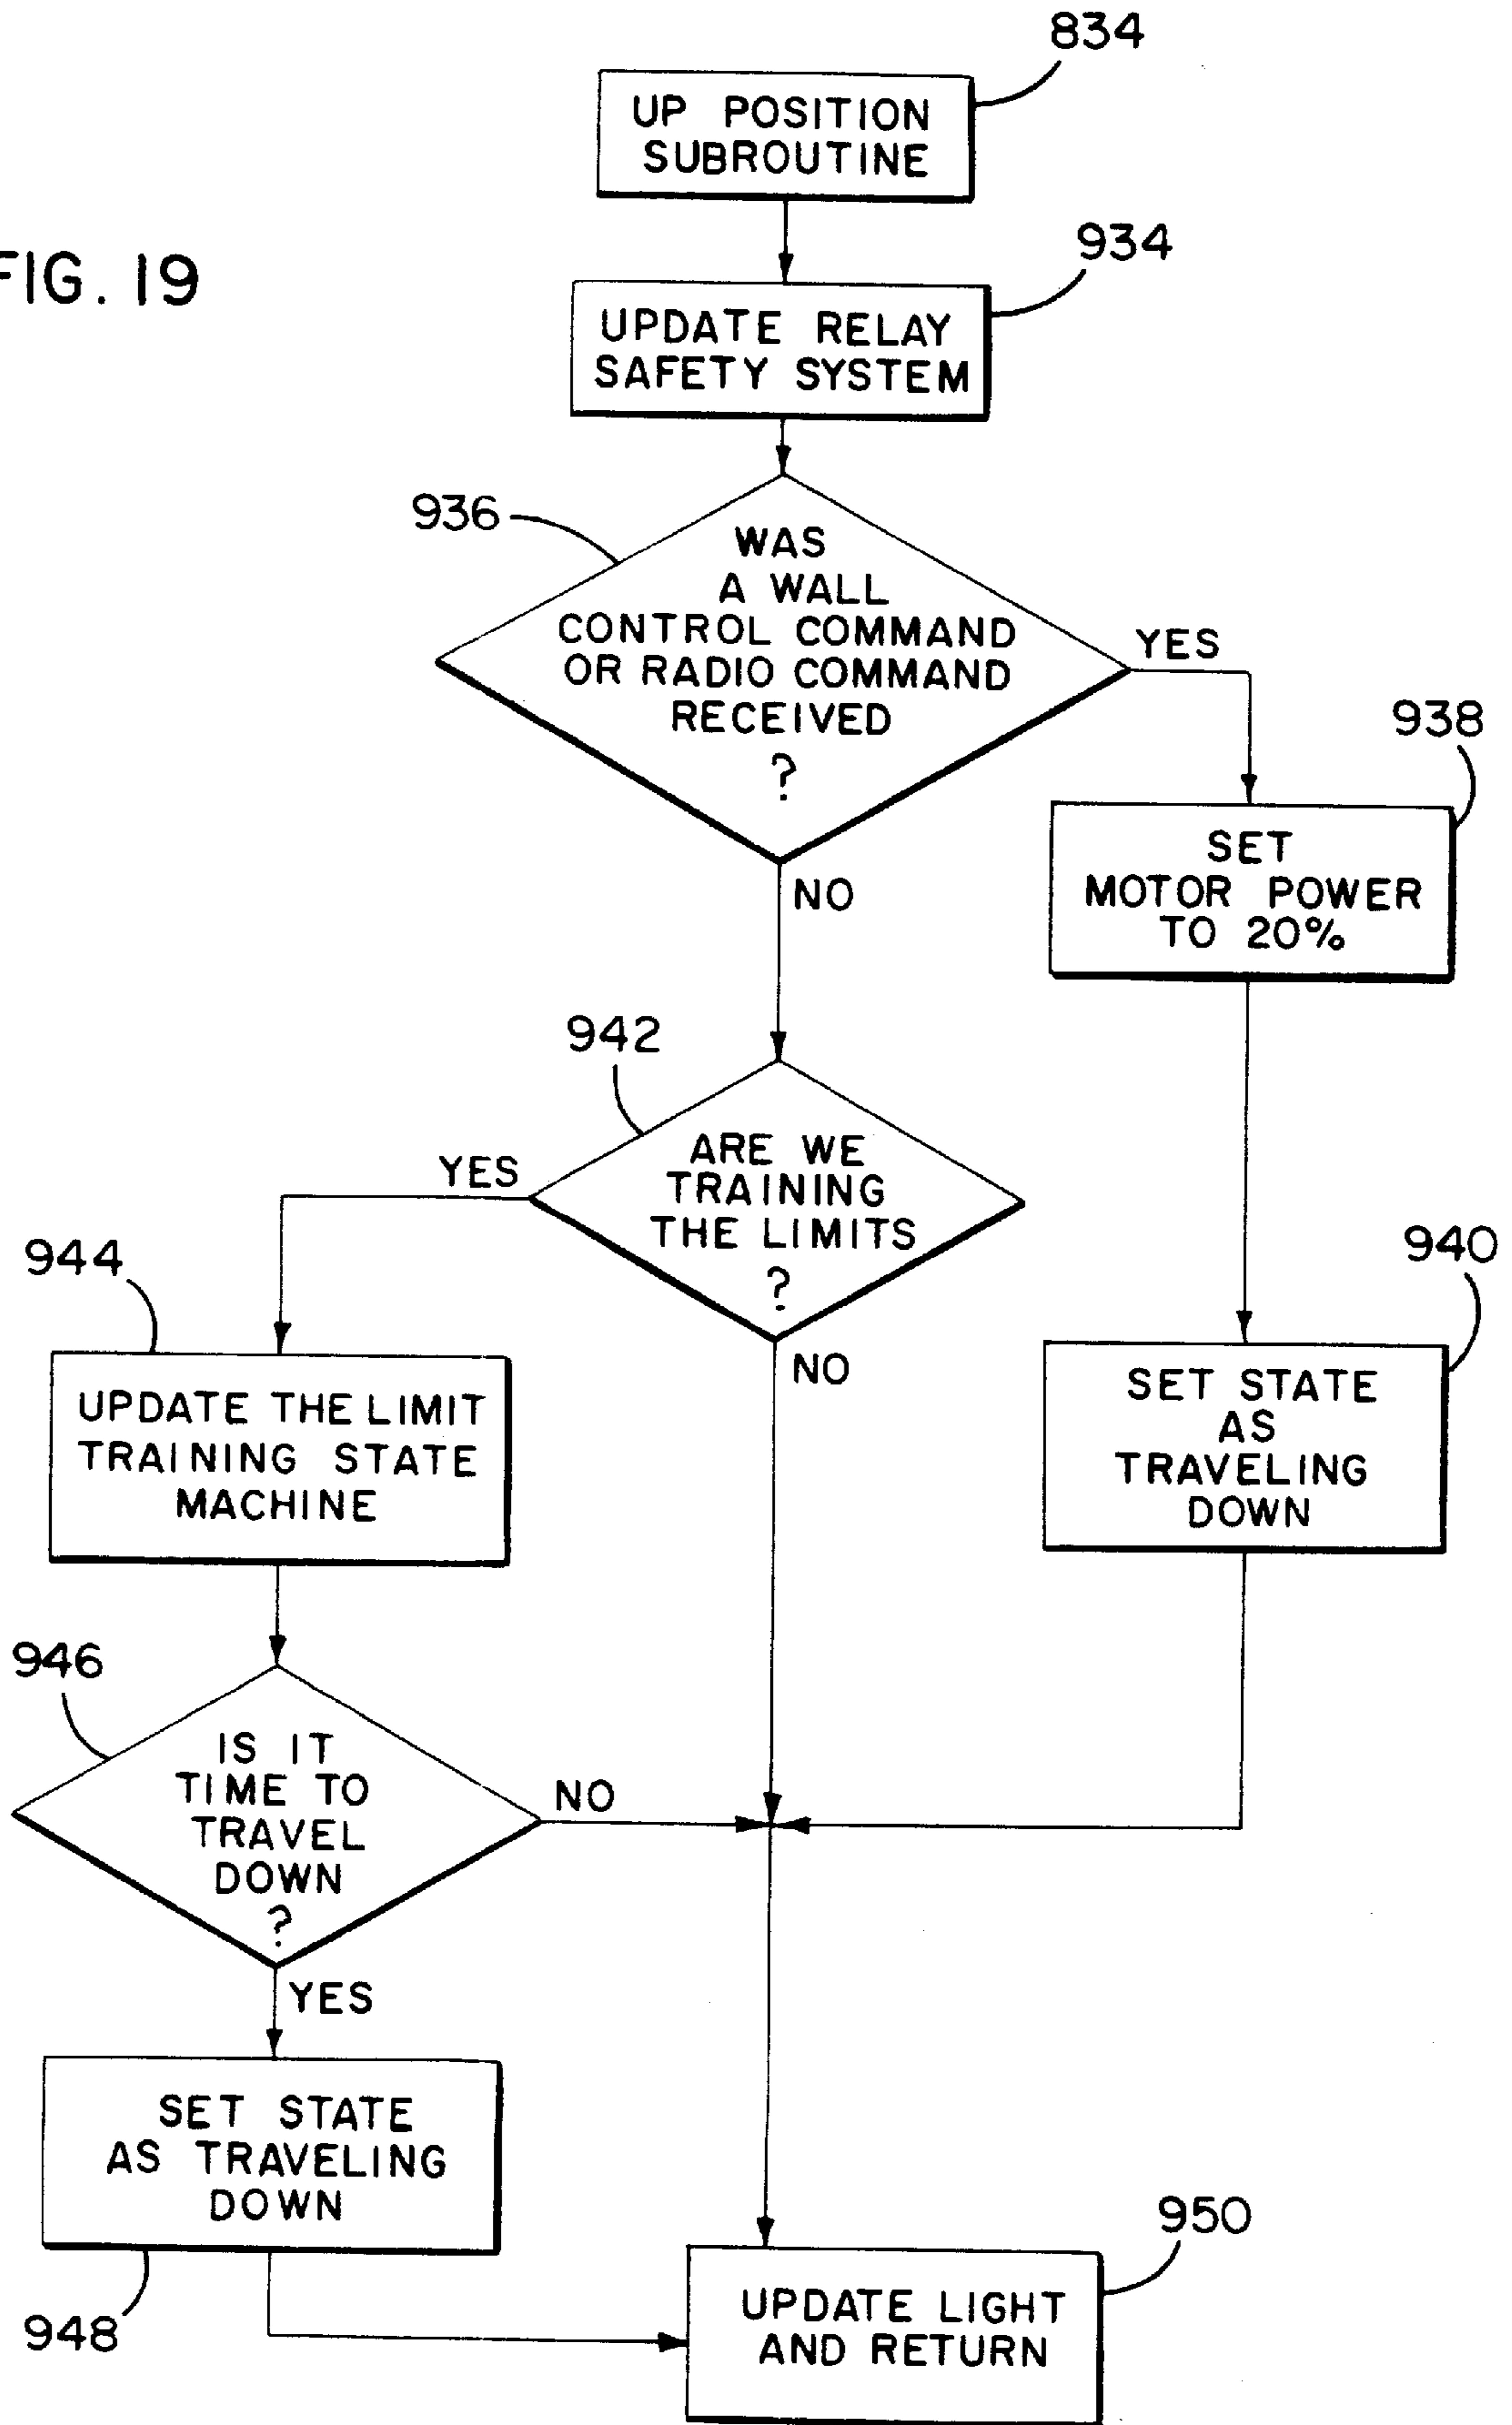 834
UP POSITION
SUBROUTINE
FIG. 19
934
UPDATE RELAY
SAFETY SYSTEM
936
WAS
A WALL
CONTROL COMMAND
OR RADIO COMMAND
RECEIVED
?
YES
NO
938
SET
MOTOR POWER
TO 20%
942
ARE WE
TRAINING
THE LIMITS
?
YES
NO
940
SET STATE
AS
TRAVELING
DOWN
944
UPDATE THE LIMIT
TRAINING STATE
MACHINE
946
IS IT
TIME TO
TRAVEL
DOWN
?
NO
YES
SET STATE
AS TRAVELING
DOWN
948
950
UPDATE LIGHT
AND RETURN